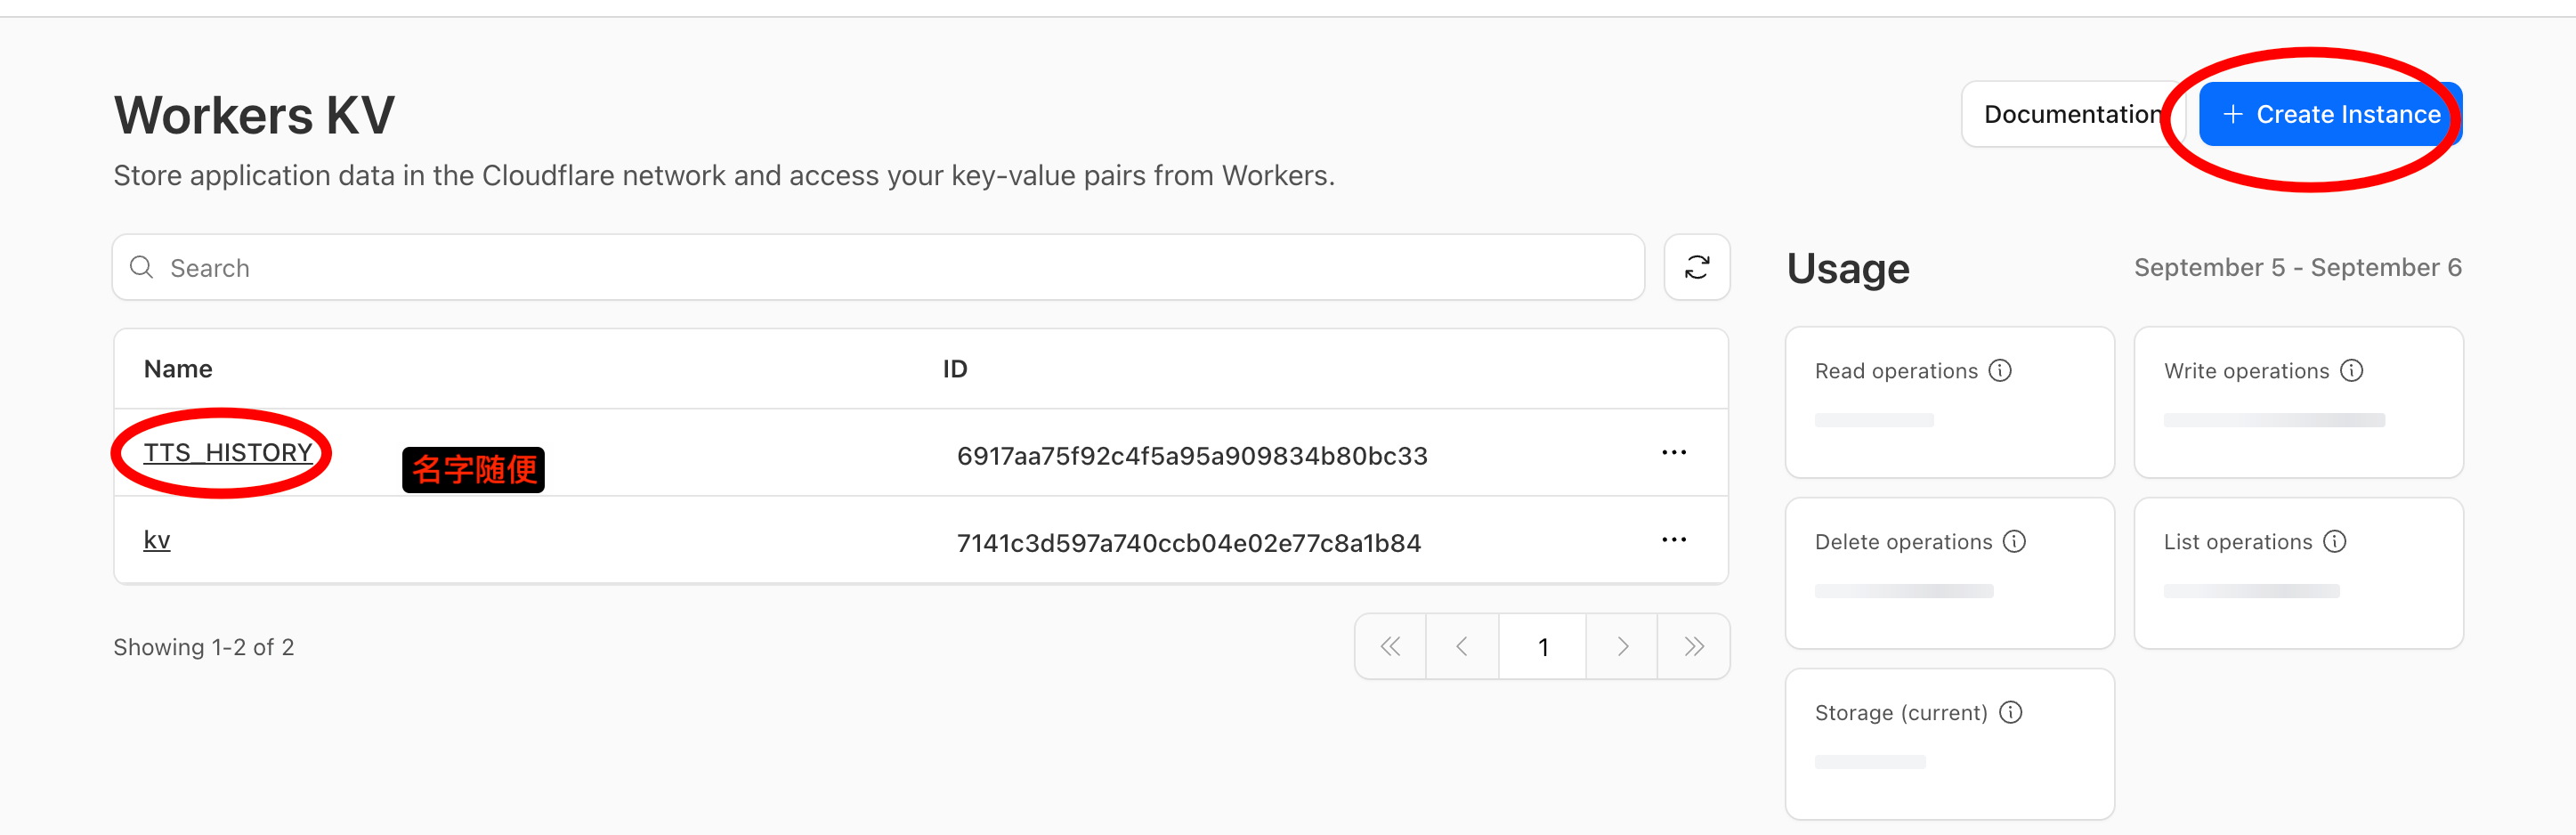 Workers KV
Documentation
+ Create Instance
Store application data in the Cloudflare network and access your key-value pairs from Workers.
Search
Usage
September 5 - September 6
Name
ID
TTS_HISTORY
名字随便
6917aa75f92c4f5a95a909834b80bc33
...
kv
7141c3d597a740ccb04e02e77c8a1b84
...
Showing 1-2 of 2
1
Read operations
Write operations
Delete operations
List operations
Storage (current)